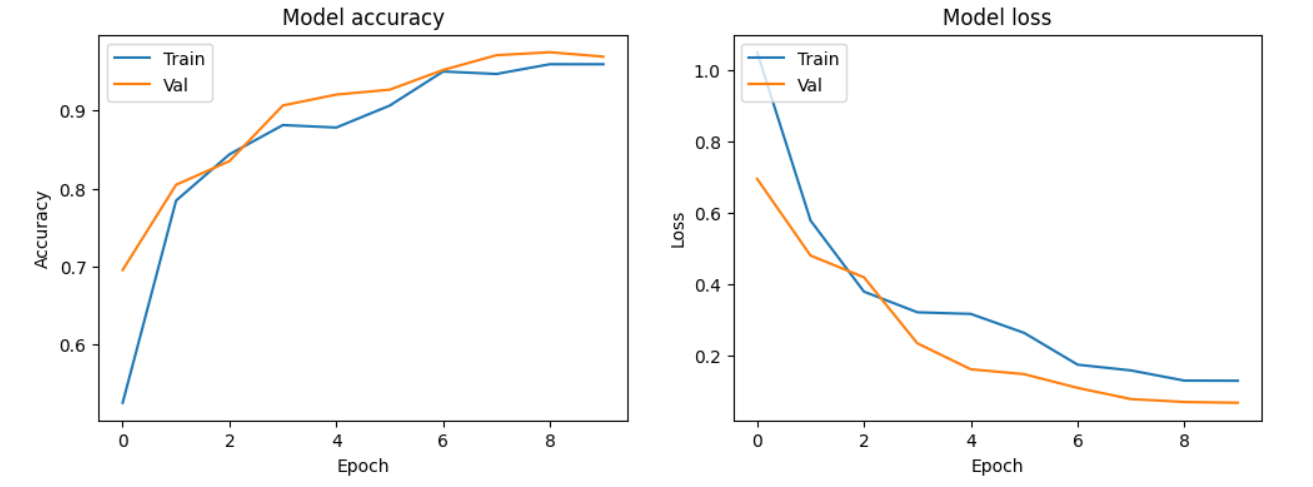 Model accuracy
Train
Val
0.9
0.8
0.7
0.6
Accuracy
0
2
4
6
8
Epoch
Model loss
Train
Val
1.0
0.8
0.6
0.4
0.2
Loss
0
2
4
6
8
Epoch